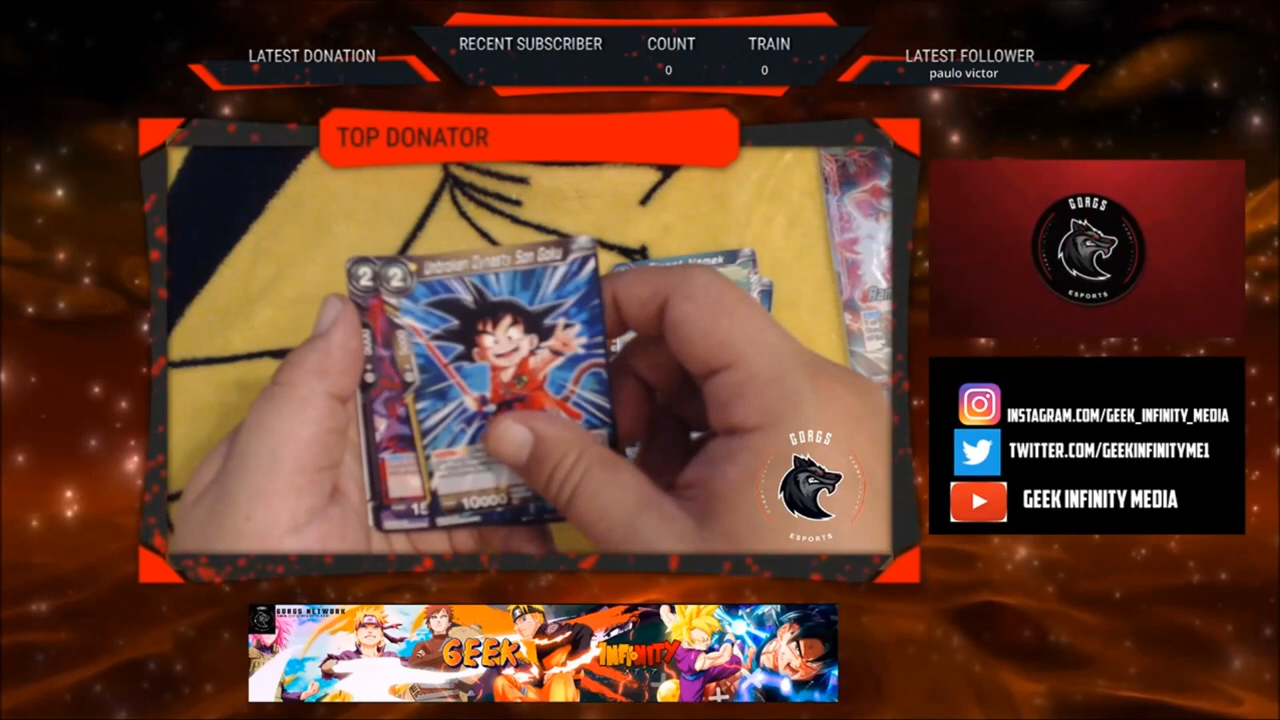 LATEST DONATION
RECENT SUBSCRIBER
COUNT
TRAIN
0
0
LATEST FOLLOWER
paulo victor
TOP DONATOR
2
2
Unbroken Dynasty Son Goku
Namek
10000
15
GORGS
ESPORTS
GORGS
ESPORTS
INSTAGRAM.COM/GEEK_INFINITY_MEDIA
TWITTER.COM/GEEKINFINITYME1
GEEK INFINITY MEDIA
GORGS NETWORK
GEEK INFINITY